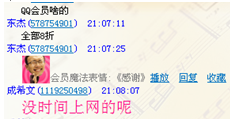 QQ会员啥的
东杰(578754901) 21:07:11
全部8折
东杰(578754901) 21:07:25
会员魔法表情:《感谢》播放 回复 收藏
成希文(1119250498) 21:08:07
没时间上网的呢